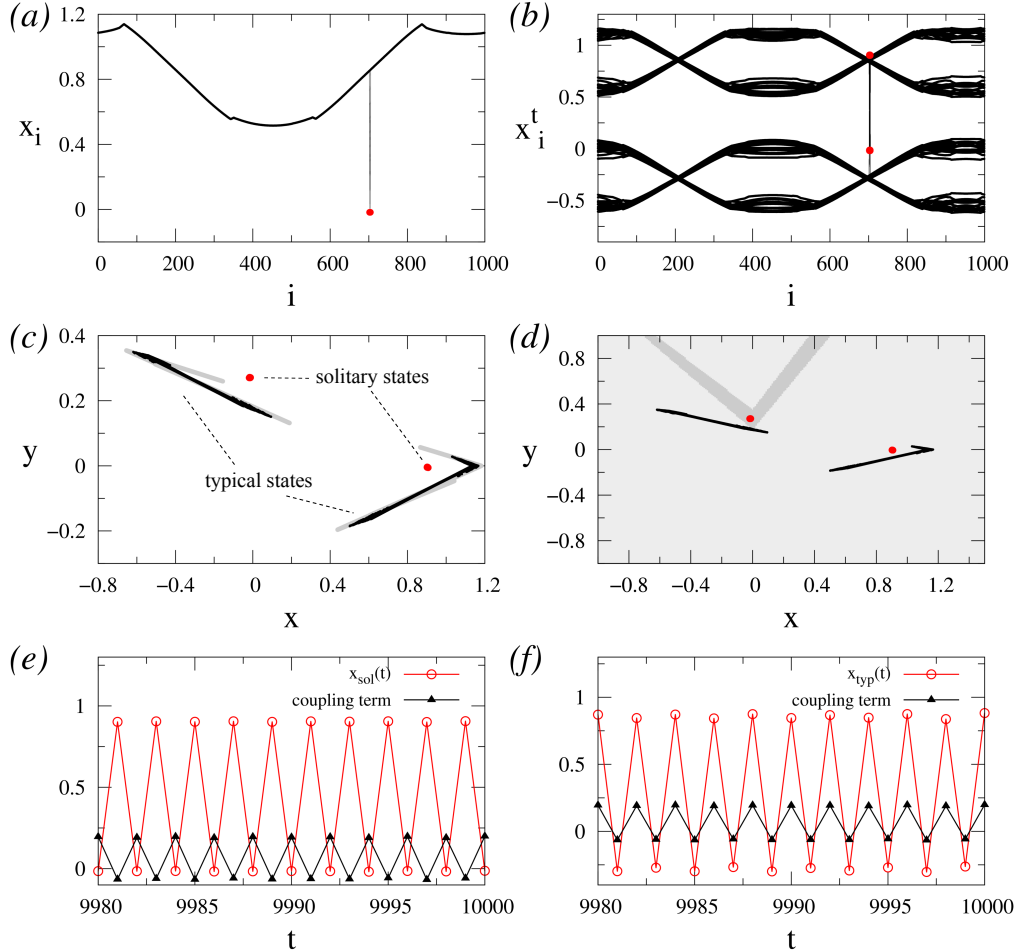 (a)
1.2
0.8
0.4
0
x_i
0 200 400 600 800 1000
i
(b)
1
0.5
0
−0.5
x_i^t
0 200 400 600 800 1000
i
(c)
0.4
0.2
0
−0.2
y
solitary states
typical states
−0.8 −0.4 0 0.4 0.8 1.2
x
(d)
0.8
0.4
0
−0.4
−0.8
y
−0.8 −0.4 0 0.4 0.8 1.2
x
(e)
1
0.5
0
x_sol(t)
coupling term
9980 9985 9990 9995 10000
t
(f)
1
0.5
0
x_typ(t)
coupling term
9980 9985 9990 9995 10000
t